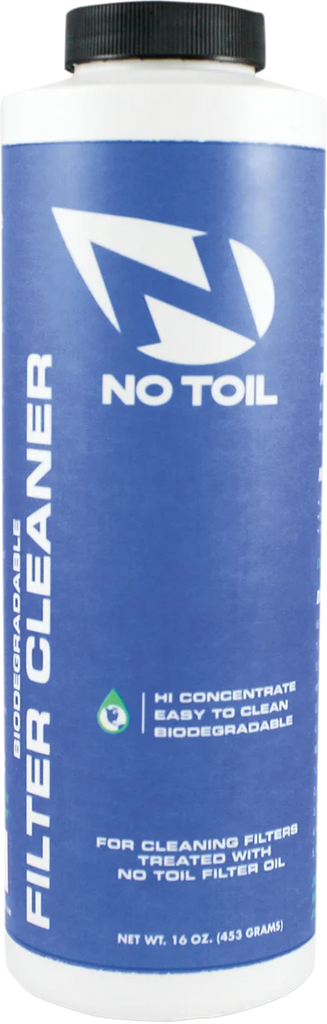 NO TOIL
BIODEGRADABLE
FILTER CLEANER
HI CONCENTRATE
EASY TO CLEAN
BIODEGRADABLE
FOR CLEANING FILTERS
TREATED WITH
NO TOIL FILTER OIL
NET WT. 16 OZ. (453 GRAMS)